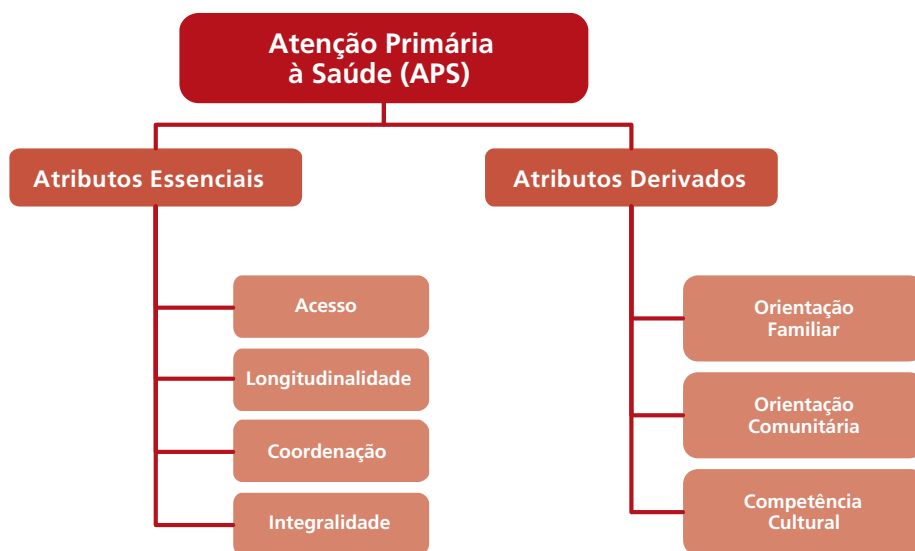 Atenção Primária
à Saúde (APS)
Atributos Essenciais
Acesso
Longitudinalidade
Coordenação
Integralidade
Atributos Derivados
Orientação
Familiar
Orientação
Comunitária
Competência
Cultural